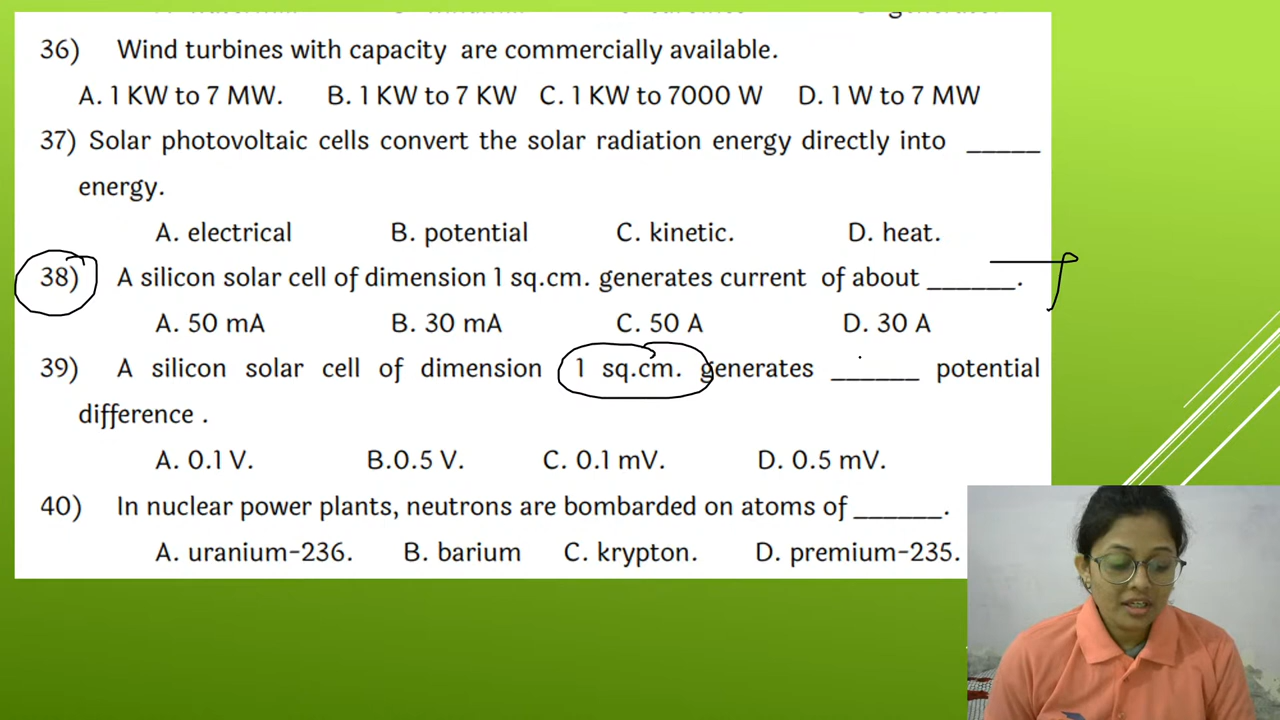 36) Wind turbines with capacity are commercially available.
A. 1 KW to 7 MW. B. 1 KW to 7 KW C. 1 KW to 7000 W D. 1 W to 7 MW
37) Solar photovoltaic cells convert the solar radiation energy directly into _____
energy.
A. electrical B. potential C. kinetic. D. heat.
38) A silicon solar cell of dimension 1 sq.cm. generates current of about ______.
A. 50 mA B. 30 mA C. 50 A D. 30 A
39) A silicon solar cell of dimension 1 sq.cm. generates ______ potential
difference .
A. 0.1 V. B.0.5 V. C. 0.1 mV. D. 0.5 mV.
40) In nuclear power plants, neutrons are bombarded on atoms of ______.
A. uranium-236. B. barium C. krypton. D. premium-235.